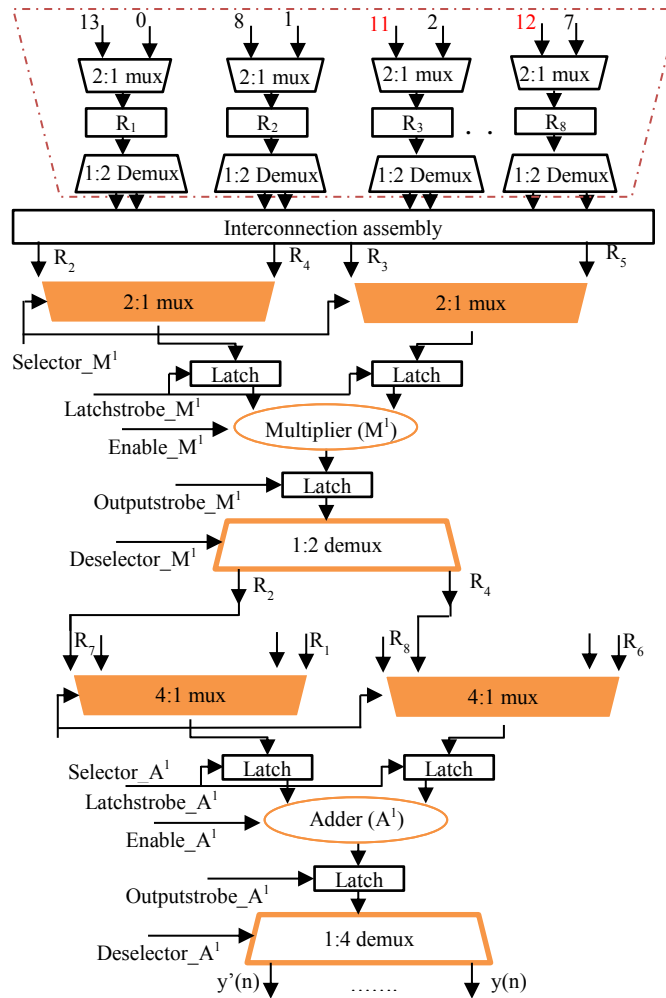 13 0 8 1 11 2 12 7
2:1 mux 2:1 mux 2:1 mux 2:1 mux
R1 R2 R3 . . R8
1:2 Demux 1:2 Demux 1:2 Demux 1:2 Demux
Interconnection assembly
R2 R4 R3 R5
2:1 mux 2:1 mux
Selector_M¹
Latch Latch
Latchstrobe_M¹
Multiplier (M¹)
Enable_M¹
Latch
Outputstrobe_M¹
1:2 demux
Deselector_M¹
R2 R4
R7 R1 R8 R6
4:1 mux 4:1 mux
Selector_A¹
Latch Latch
Latchstrobe_A¹
Adder (A¹)
Enable_A¹
Latch
Outputstrobe_A¹
1:4 demux
Deselector_A¹
y'(n) ....... y(n)